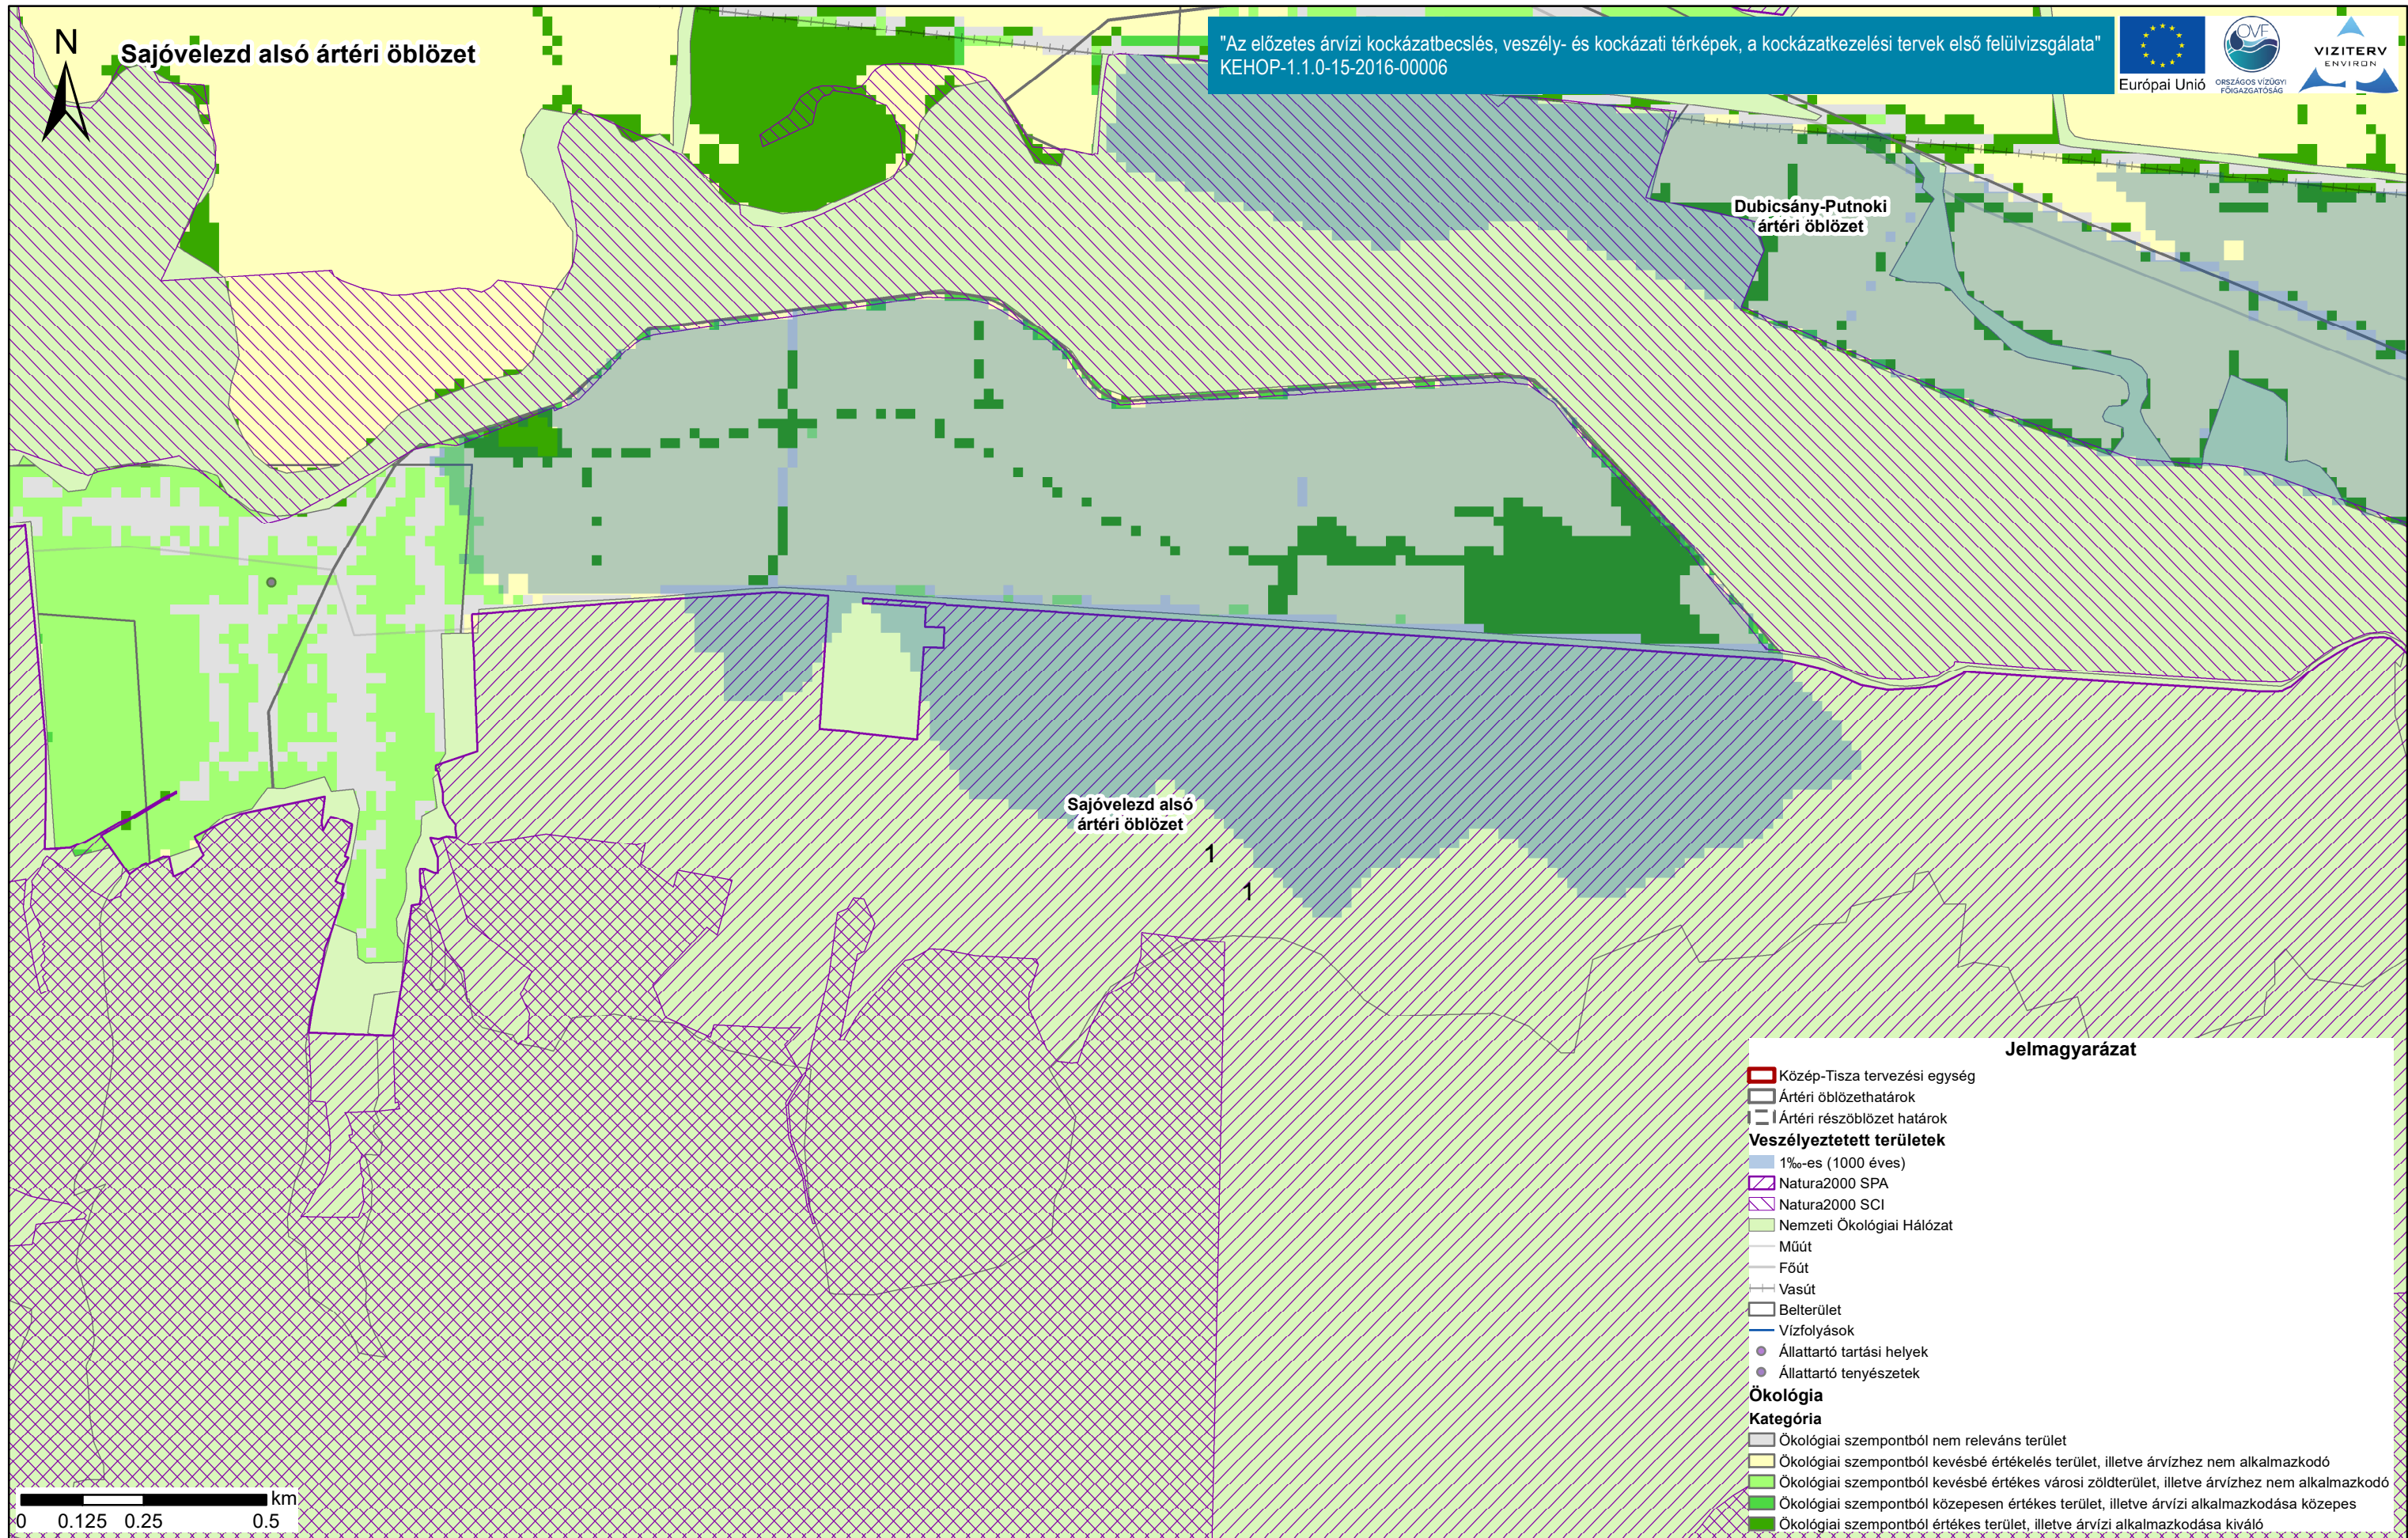 N
Sajóvelezd alsó ártéri öblözet
"Az előzetes árvízi kockázatbecslés, veszély- és kockázati térképek, a kockázatkezelési tervek első felülvizsgálata"
KEHOP-1.1.0-15-2016-00006
Európai Unió
OVF
ORSZÁGOS VÍZÜGYI
FŐIGAZGATÓSÁG
VIZITERV
ENVIRON
Dubicsány-Putnoki
ártéri öblözet
Sajóvelezd alsó
ártéri öblözet
1
1
Jelmagyarázat
Közép-Tisza tervezési egység
Ártéri öblözethatárok
Ártéri részöblözet határok
Veszélyeztetett területek
1‰-es (1000 éves)
Natura2000 SPA
Natura2000 SCI
Nemzeti Ökológiai Hálózat
Műút
Főút
Vasút
Belterület
Vízfolyások
Állattartó tartási helyek
Állattartó tenyészetek
Ökológia
Kategória
Ökológiai szempontból nem releváns terület
Ökológiai szempontból kevésbé értékelés terület, illetve árvízhez nem alkalmazkodó
Ökológiai szempontból kevésbé értékes városi zöldterület, illetve árvízhez nem alkalmazkodó
Ökológiai szempontból közepesen értékes terület, illetve árvízi alkalmazkodása közepes
Ökológiai szempontból értékes terület, illetve árvízi alkalmazkodása kiváló
km
0 0.125 0.25 0.5